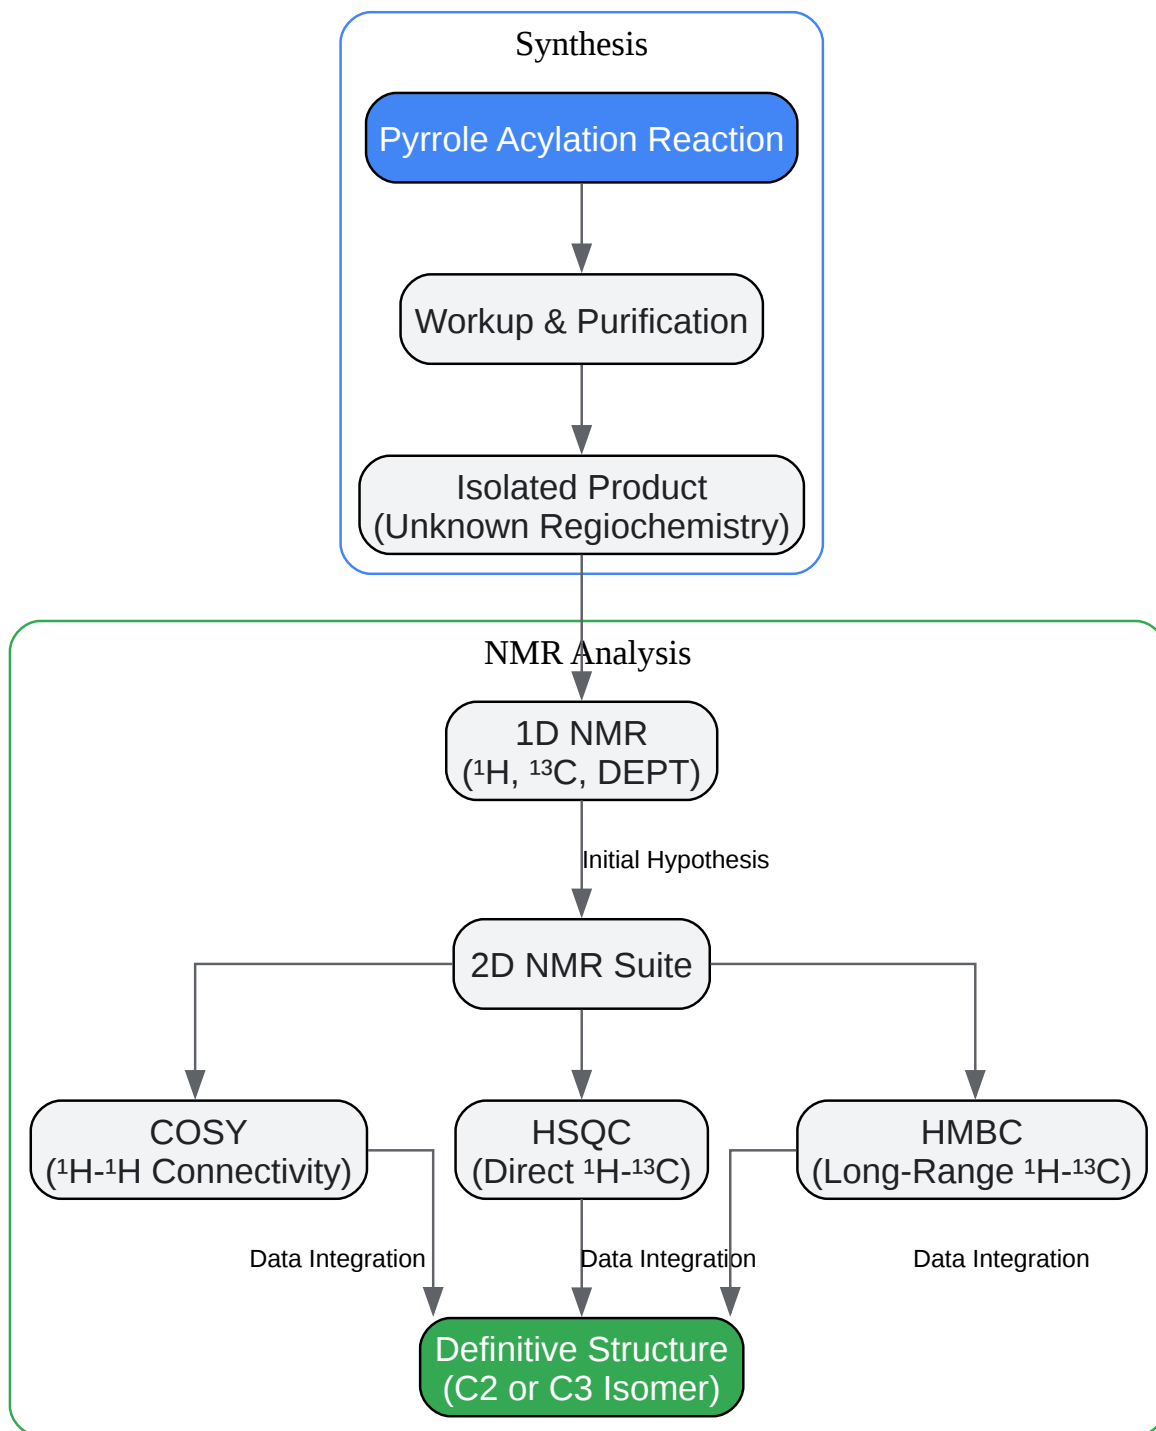 Synthesis
Pyrrole Acylation Reaction
Workup & Purification
Isolated Product
(Unknown Regiochemistry)
NMR Analysis
1D NMR
(¹H, ¹³C, DEPT)
Initial Hypothesis
2D NMR Suite
COSY
(¹H-¹H Connectivity)
HSQC
(Direct ¹H-¹³C)
HMBC
(Long-Range ¹H-¹³C)
Data Integration
Data Integration
Data Integration
Definitive Structure
(C2 or C3 Isomer)